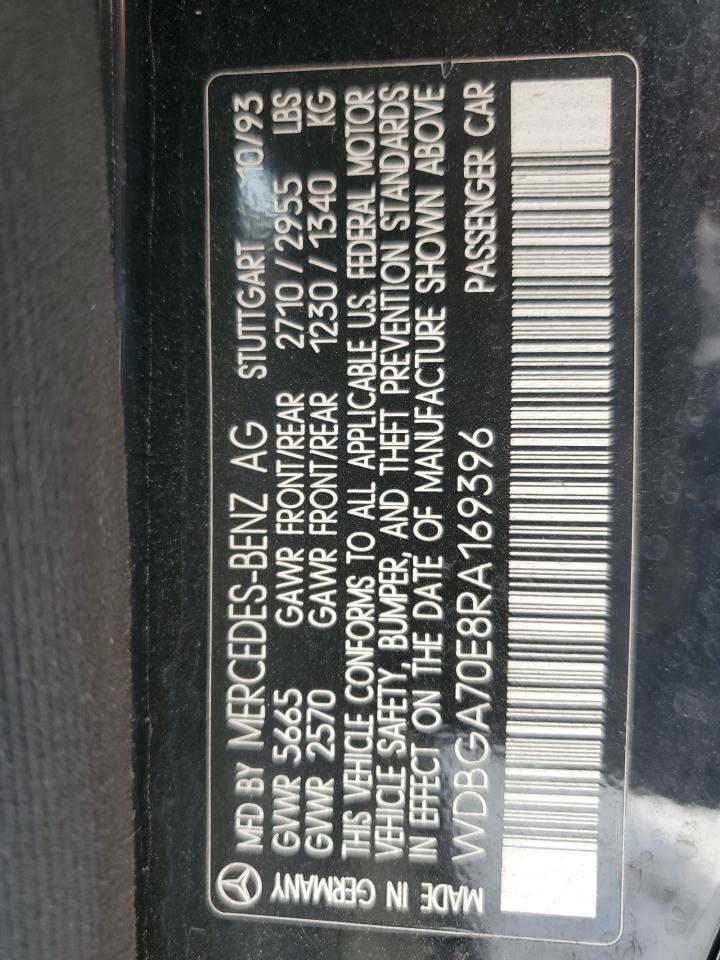 MFD BY MERCEDES-BENZ AG STUTTGART 10/93
GVWR 5665 GAWR FRONT/REAR 2710 / 2955 LBS
GVWR 2570 GAWR FRONT/REAR 1230 / 1340 KG
THIS VEHICLE CONFORMS TO ALL APPLICABLE U.S. FEDERAL MOTOR
VEHICLE SAFETY, BUMPER, AND THEFT PREVENTION STANDARDS
IN EFFECT ON THE DATE OF MANUFACTURE SHOWN ABOVE
WDBGA70E8RA169396 PASSENGER CAR
MADE IN GERMANY